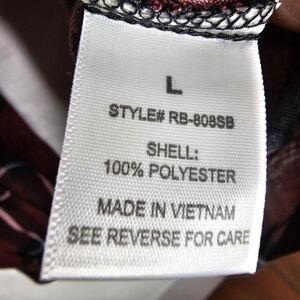 L
STYLE# RB-808SB
SHELL:
100% POLYESTER
MADE IN VIETNAM
SEE REVERSE FOR CARE